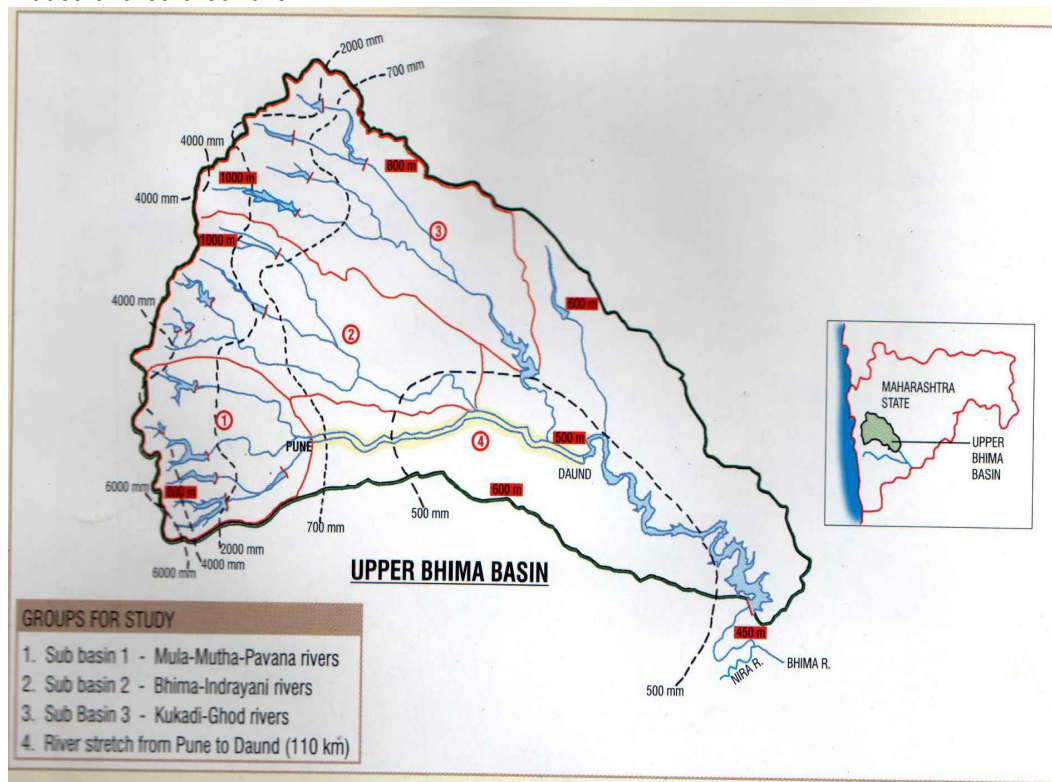 2000 mm
700 mm
4000 mm
4000 mm
1000 m
800 m
3
1000 m
4000 mm
600 m
2
1
PUNE
4
500 m
DAUND
6000 mm
800 m
600 m
700 mm
500 mm
2000 mm
4000 mm
6000 mm
UPPER BHIMA BASIN
450 m
NIRA R.
BHIMA R.
500 mm
MAHARASHTRA
STATE
UPPER
BHIMA
BASIN
GROUPS FOR STUDY
1. Sub basin 1 - Mula-Mutha-Pavana rivers
2. Sub basin 2 - Bhima-Indrayani rivers
3. Sub Basin 3 - Kukadi-Ghod rivers
4. River stretch from Pune to Daund (110 km)